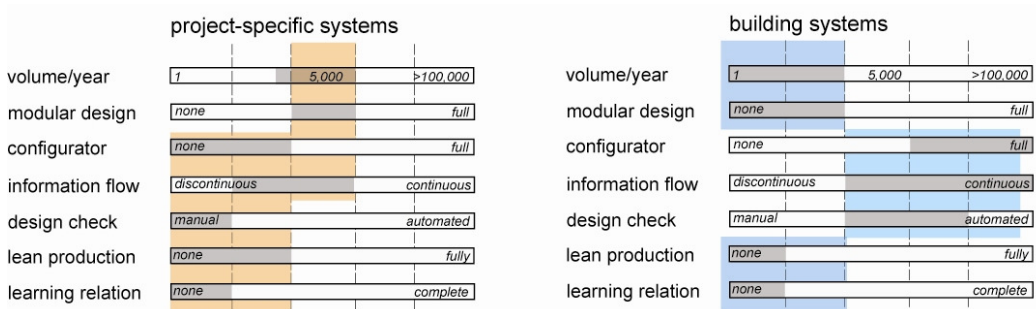 project-specific systems
volume/year 1 5,000 >100,000
modular design none full
configurator none full
information flow discontinuous continuous
design check manual automated
lean production none fully
learning relation none complete
building systems
volume/year 1 5,000 >100,000
modular design none full
configurator none full
information flow discontinuous continuous
design check manual automated
lean production none fully
learning relation none complete